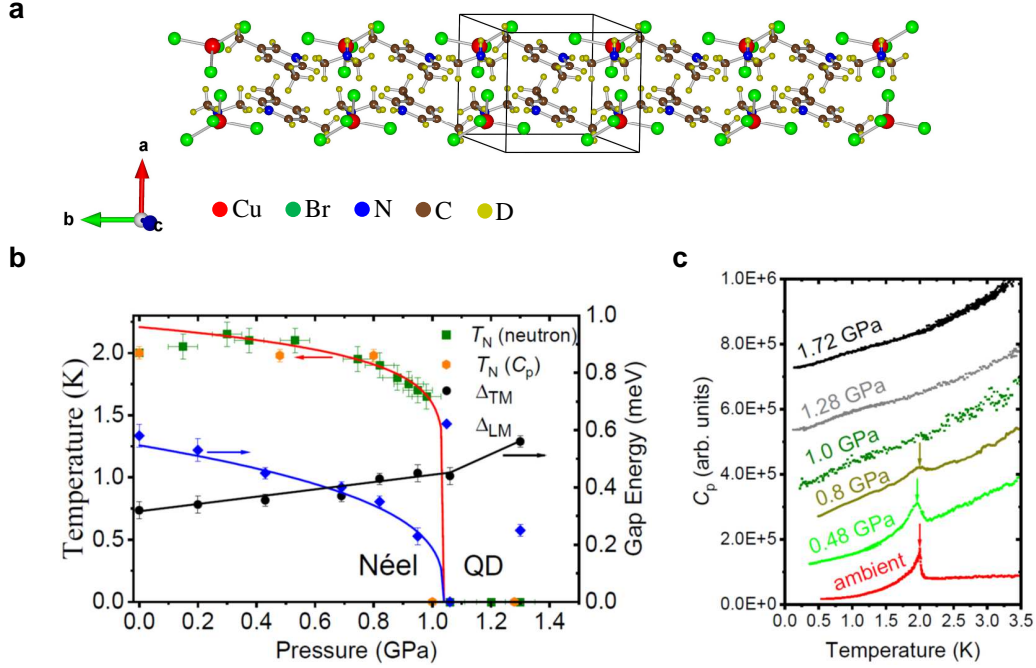 a
a
b
c
Cu Br N C D
b
Temperature (K)
2.0
1.5
1.0
0.5
0.0
0.0 0.2 0.4 0.6 0.8 1.0 1.2 1.4
Pressure (GPa)
1.0
0.8
0.6
0.4
0.2
0.0
Gap Energy (meV)
T_N (neutron)
T_N (C_p)
Δ_TM
Δ_LM
Néel QD
c
C_p (arb. units)
1.0E+6
8.0E+5
6.0E+5
4.0E+5
2.0E+5
0.0E+0
1.72 GPa
1.28 GPa
1.0 GPa
0.8 GPa
0.48 GPa
ambient
0.0 0.5 1.0 1.5 2.0 2.5 3.0 3.5
Temperature (K)